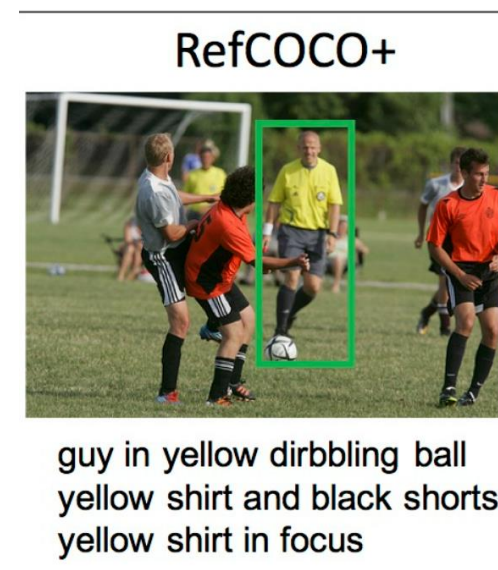 RefCOCO+
guy in yellow dirbbling ball
yellow shirt and black shorts
yellow shirt in focus